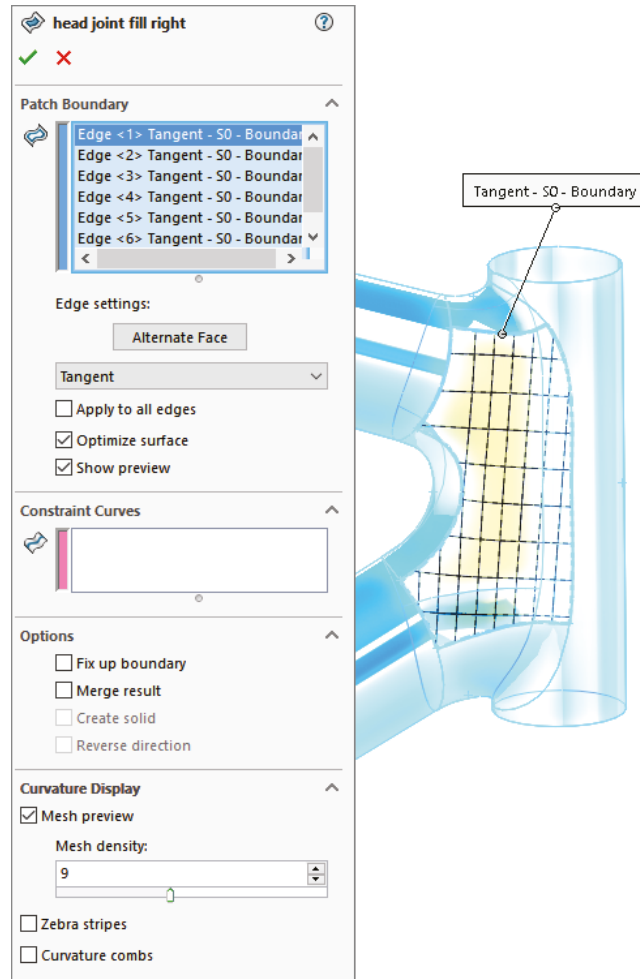 head joint fill right
Patch Boundary
Edge <1> Tangent - S0 - Boundar
Edge <2> Tangent - S0 - Boundar
Edge <3> Tangent - S0 - Boundar
Edge <4> Tangent - S0 - Boundar
Edge <5> Tangent - S0 - Boundar
Edge <6> Tangent - S0 - Boundar
Edge settings:
Alternate Face
Tangent
Apply to all edges
Optimize surface
Show preview
Constraint Curves
Options
Fix up boundary
Merge result
Create solid
Reverse direction
Curvature Display
Mesh preview
Mesh density:
9
Zebra stripes
Curvature combs
Tangent - S0 - Boundary